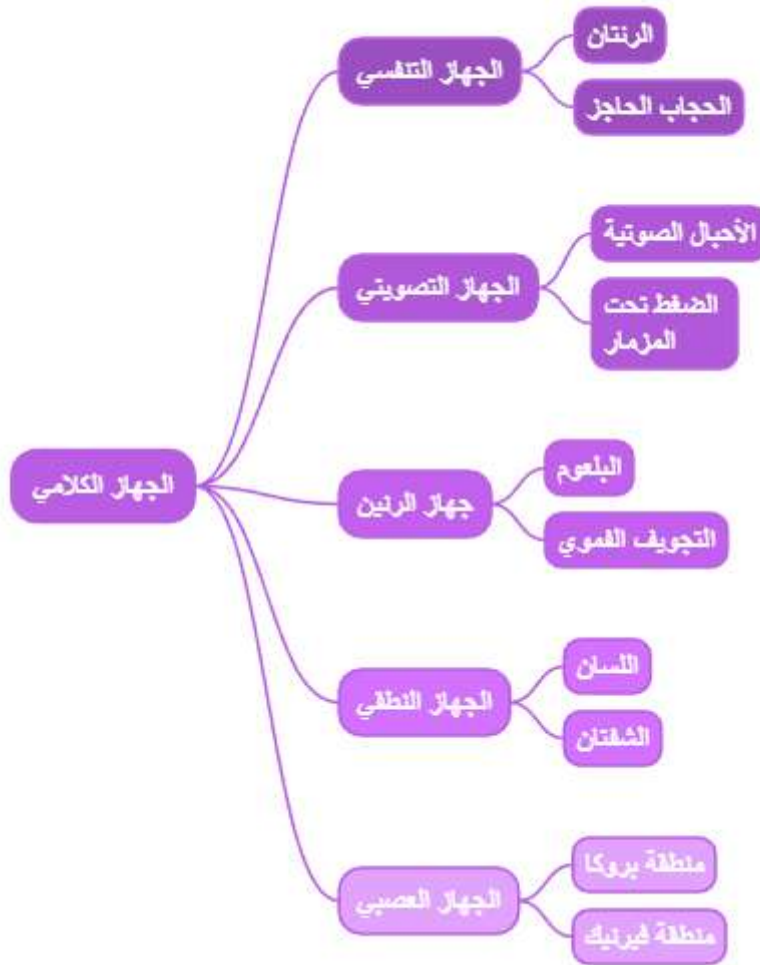 الجهاز الكلامي
الجهاز التنفسي
الرئتان
الحجاب الحاجز
الجهاز التصويتي
الأحبال الصوتية
الضغط تحت
المزمار
جهاز الرنين
البلعوم
التجويف الفموي
الجهاز النطقي
اللسان
الشفتان
الجهاز العصبي
منطقة بروكا
منطقة فيرنيك